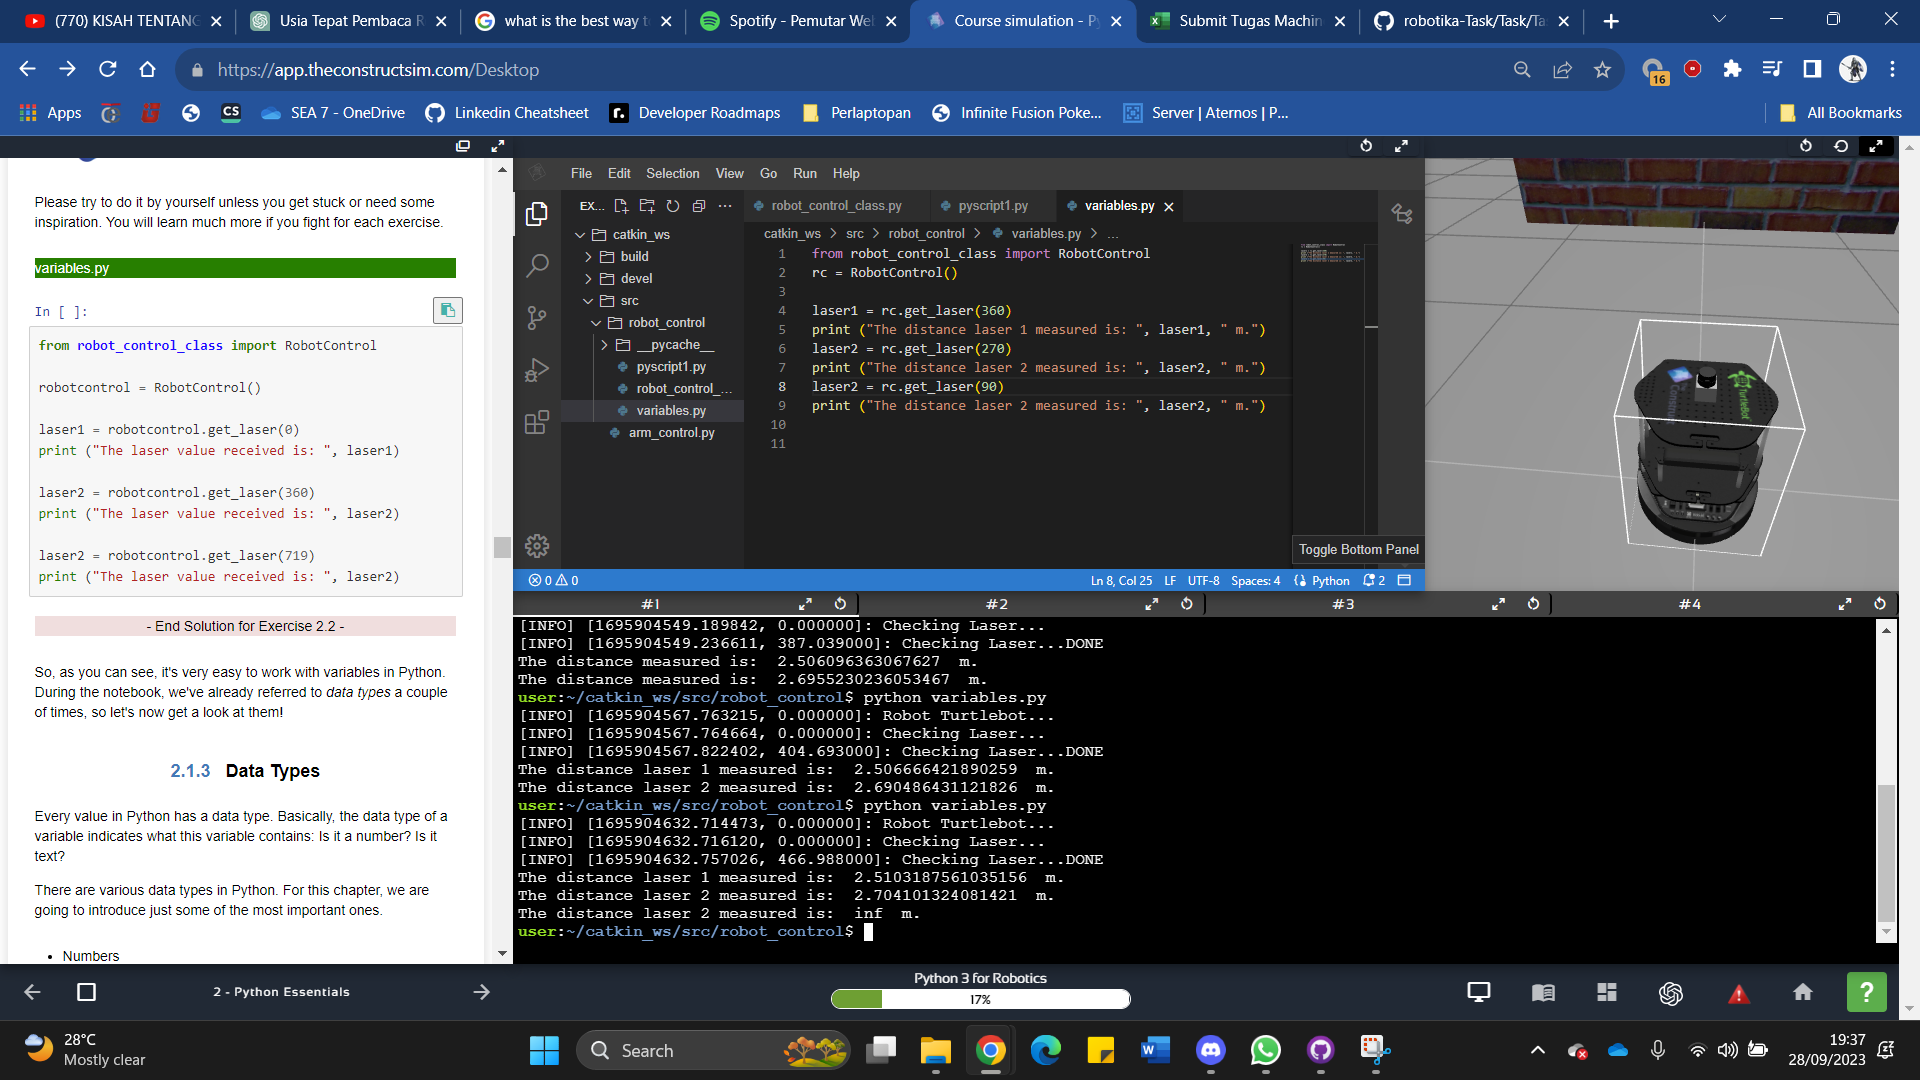 (770) KISAH TENTANG
Usia Tepat Pembaca R
what is the best way t
Spotify - Pemutar We
Course simulation - P
Submit Tugas Machin
robotika-Task/Task/Ta
https://app.theconstructsim.com/Desktop
16
Apps
CS
SEA 7 - OneDrive
Linkedin Cheatsheet
r.
Developer Roadmaps
Perlaptopan
Infinite Fusion Poke...
Server | Aternos | P...
All Bookmarks
Please try to do it by yourself unless you get stuck or need some
inspiration. You will learn much more if you fight for each exercise.
variables.py
In [ ]:
from robot_control_class import RobotControl
robotcontrol = RobotControl()
laser1 = robotcontrol.get_laser(0)
print ("The laser value received is: ", laser1)
laser2 = robotcontrol.get_laser(360)
print ("The laser value received is: ", laser2)
laser2 = robotcontrol.get_laser(719)
print ("The laser value received is: ", laser2)
- End Solution for Exercise 2.2 -
So, as you can see, it's very easy to work with variables in Python.
During the notebook, we've already referred to data types a couple
of times, so let's now get a look at them!
2.1.3 Data Types
Every value in Python has a data type. Basically, the data type of a
variable indicates what this variable contains: Is it a number? Is it
text?
There are various data types in Python. For this chapter, we are
going to introduce just some of the most important ones.
• Numbers
File Edit Selection View Go Run Help
EX...
catkin_ws
build
devel
src
robot_control
__pycache__
pyscript1.py
robot_control_...
variables.py
arm_control.py
robot_control_class.py
pyscript1.py
variables.py
catkin_ws > src > robot_control > variables.py > ...
1 from robot_control_class import RobotControl
2 rc = RobotControl()
3
4 laser1 = rc.get_laser(360)
5 print ("The distance laser 1 measured is: ", laser1, " m.")
6 laser2 = rc.get_laser(270)
7 print ("The distance laser 2 measured is: ", laser2, " m.")
8 laser2 = rc.get_laser(90)
9 print ("The distance laser 2 measured is: ", laser2, " m.")
10
11
Toggle Bottom Panel
0 0
Ln 8, Col 25 LF UTF-8 Spaces: 4 Python 2
#1
#2
#3
#4
[INFO] [1695904549.189842, 0.000000]: Checking Laser...
[INFO] [1695904549.236611, 387.039000]: Checking Laser...DONE
The distance measured is:  2.506096363067627  m.
The distance measured is:  2.6955230236053467  m.
user:~/catkin_ws/src/robot_control$ python variables.py
[INFO] [1695904567.763215, 0.000000]: Robot Turtlebot...
[INFO] [1695904567.764664, 0.000000]: Checking Laser...
[INFO] [1695904567.822402, 404.693000]: Checking Laser...DONE
The distance laser 1 measured is:  2.506666421890259  m.
The distance laser 2 measured is:  2.690486431121826  m.
user:~/catkin_ws/src/robot_control$ python variables.py
[INFO] [1695904632.714473, 0.000000]: Robot Turtlebot...
[INFO] [1695904632.716120, 0.000000]: Checking Laser...
[INFO] [1695904632.757026, 466.988000]: Checking Laser...DONE
The distance laser 1 measured is:  2.5103187561035156  m.
The distance laser 2 measured is:  2.704101324081421  m.
The distance laser 2 measured is:  inf  m.
user:~/catkin_ws/src/robot_control$
2 - Python Essentials
Python 3 for Robotics
17%
?
28°C
Mostly clear
Search
19:37
28/09/2023